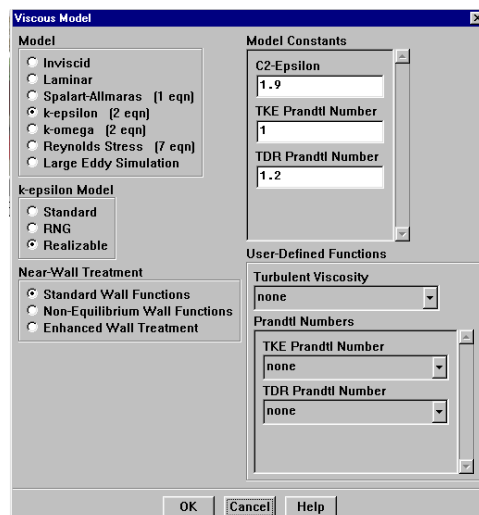 Viscous Model
Model
Inviscid
Laminar
Spalart-Allmaras (1 eqn)
k-epsilon (2 eqn)
k-omega (2 eqn)
Reynolds Stress (7 eqn)
Large Eddy Simulation
k-epsilon Model
Standard
RNG
Realizable
Near-Wall Treatment
Standard Wall Functions
Non-Equilibrium Wall Functions
Enhanced Wall Treatment
Model Constants
C2-Epsilon
1.9
TKE Prandtl Number
1
TDR Prandtl Number
1.2
User-Defined Functions
Turbulent Viscosity
none
Prandtl Numbers
TKE Prandtl Number
none
TDR Prandtl Number
none
OK Cancel Help